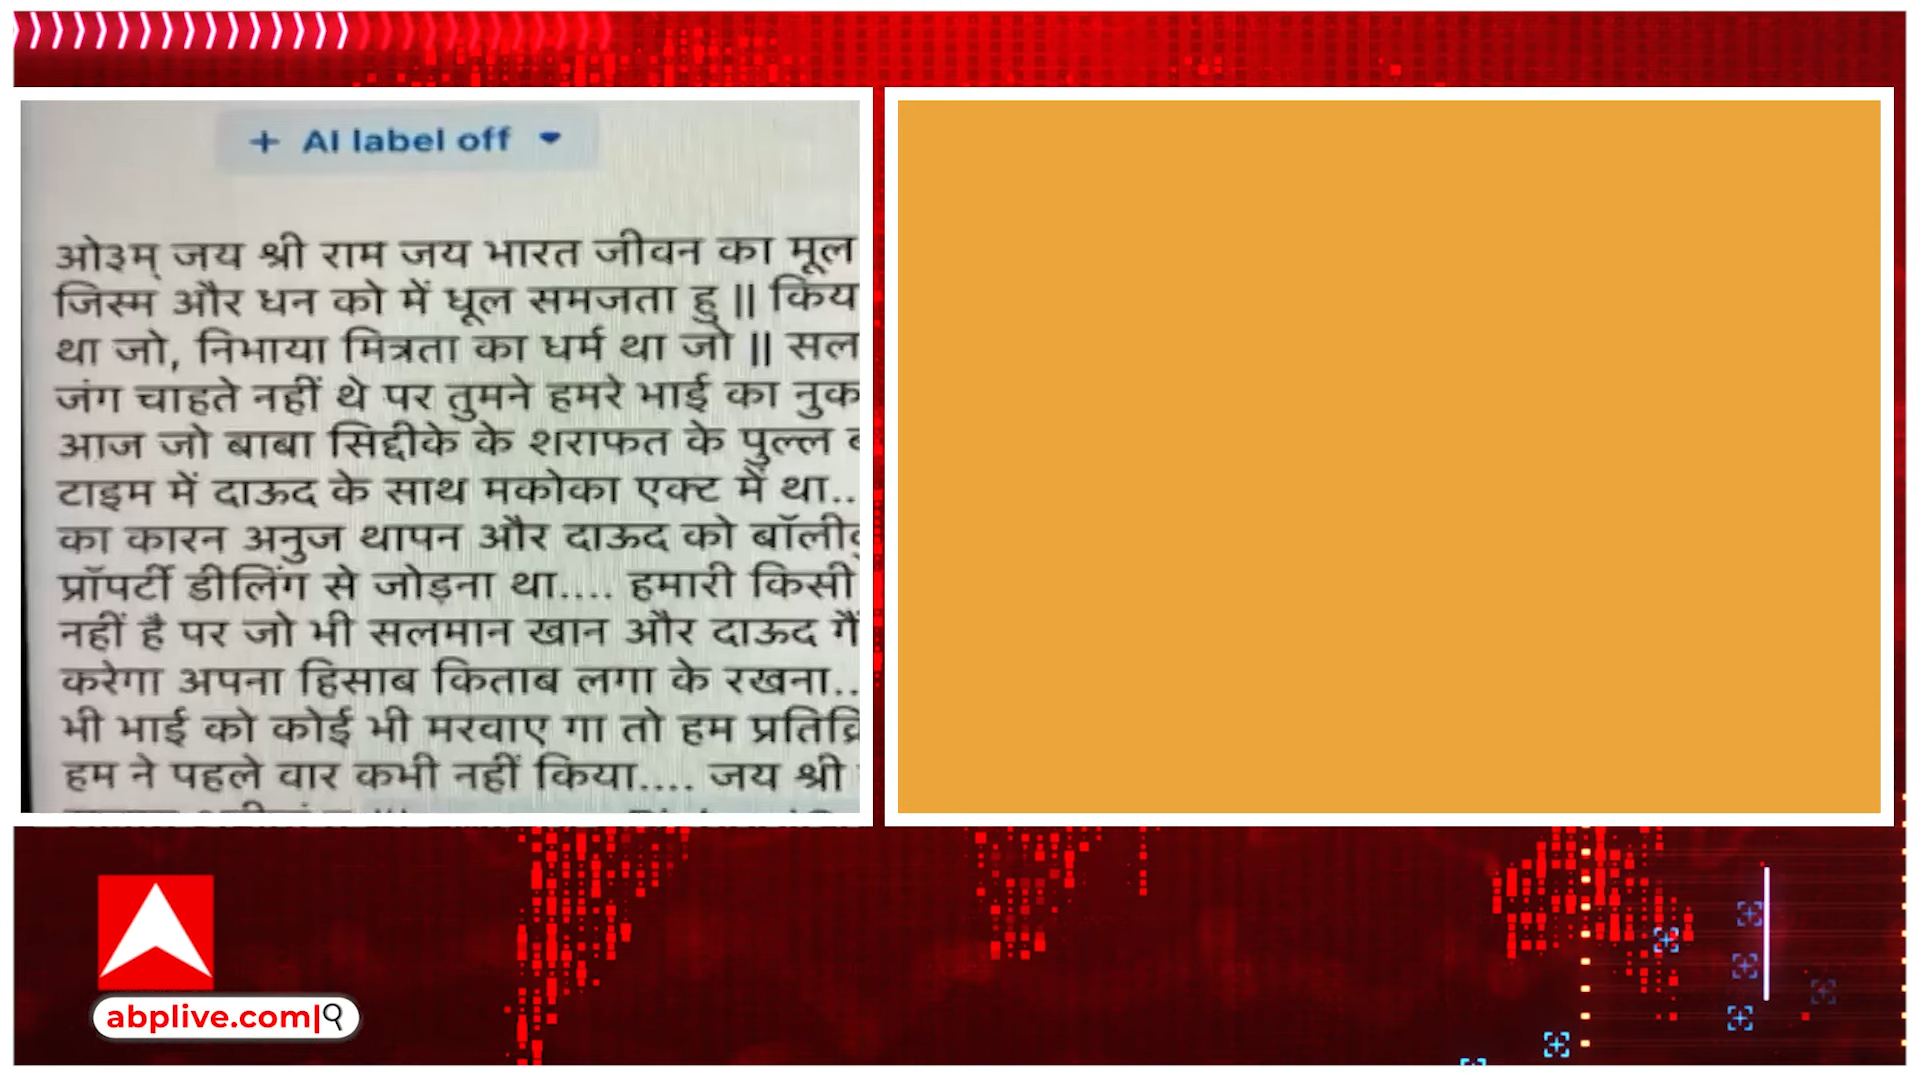 + AI label off
ओ३म् जय श्री राम जय भारत जीवन का मूल
जिस्म और धन को में धूल समजता हु || किय
था जो, निभाया मित्रता का धर्म था जो || सल
जंग चाहते नहीं थे पर तुमने हमरे भाई का नुक
आज जो बाबा सिद्दीके के शराफत के पुल्ल
टाइम में दाऊद के साथ मकोका एक्ट में था..
का कारन अनुज थापन और दाऊद को बॉली
प्रॉपर्टी डीलिंग से जोड़ना था.... हमारी किसी
नहीं है पर जो भी सलमान खान और दाऊद गैं
करेगा अपना हिसाब किताब लगा के रखना..
भी भाई को कोई भी मरवाए गा तो हम प्रतिक्रि
हम ने पहले वार कभी नहीं किया.... जय श्री
abplive.com